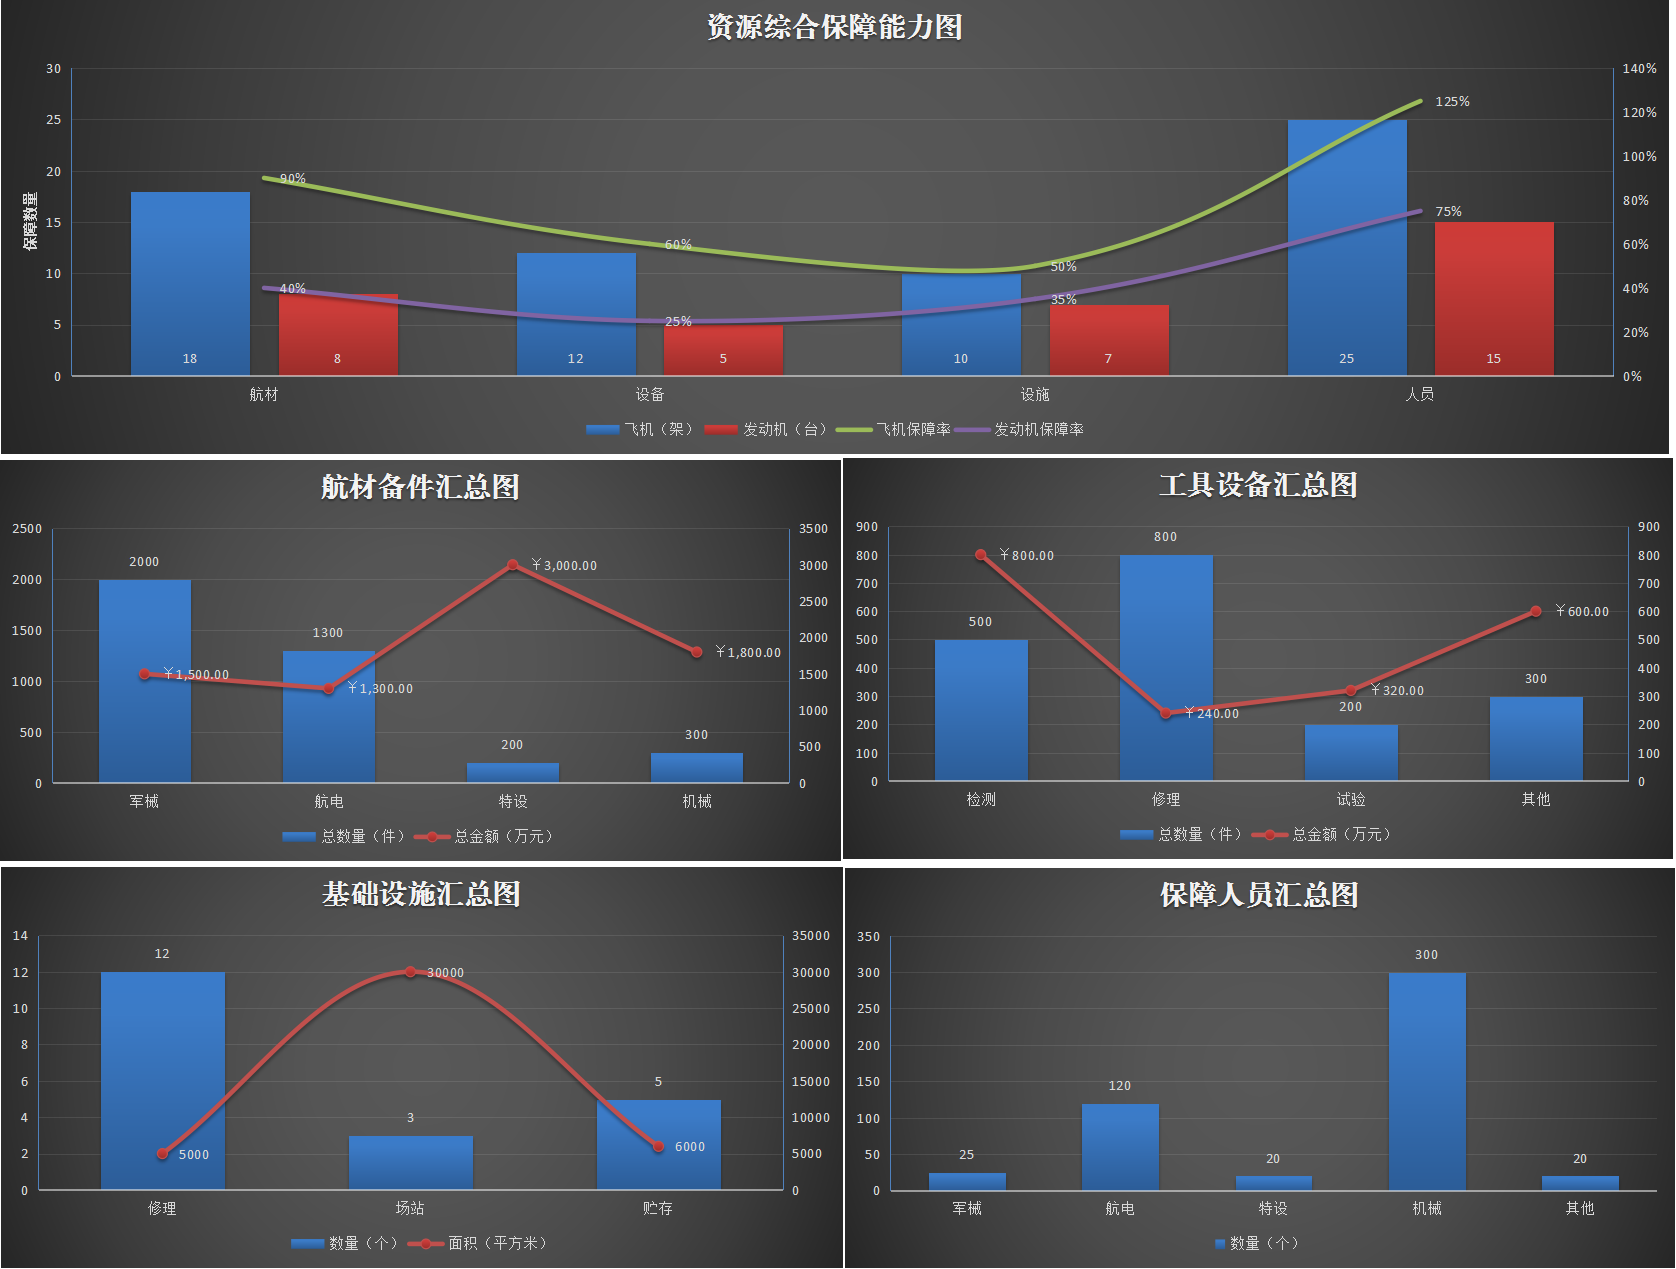 资源综合保障能力图
30 140%
25 125% 120%
20 90% 100%
保障数量 15 75% 80%
60% 60%
10 40% 50% 40%
5 25% 35% 20%
18 8 12 5 10 7 25 15
0 0%
航材 设备 设施 人员
飞机（架） 发动机（台） 飞机保障率 发动机保障率
航材备件汇总图
2500 3500
2000 2000 ￥3,000.00 3000
2500
1500 1300 2000
￥1,500.00 ￥1,300.00 ￥1,800.00
1000 1500
1000
500 200 300 500
0 0
军械 航电 特设 机械
总数量（件） 总金额（万元）
工具设备汇总图
900 800 900
800 ￥800.00 800
700 700
600 500 ￥600.00 600
500 500
400 400
300 ￥320.00 300 300
200 ￥240.00 200 200
100 100
0 0
检测 修理 试验 其他
总数量（件） 总金额（万元）
基础设施汇总图
14 35000
12 12 30000 30000
10 25000
8 20000
6 5 15000
4 3 10000
2 5000 6000 5000
0 0
修理 场站 贮存
数量（个） 面积（平方米）
保障人员汇总图
350
300 300
250
200
150 120
100
50 25 20 20
0
军械 航电 特设 机械 其他
数量（个）